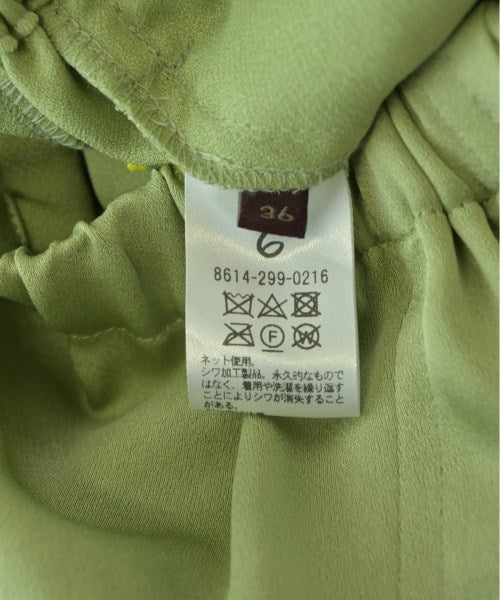 36
6
8614-299-0216
F
W
ネット使用。
シワ加工製品。永久的なもので
はなく、着用や洗濯を繰り返す
ことによりシワが消失すること
がある。